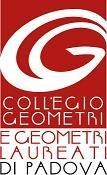 COLLEGIO
GEOMETRI
E GEOMETRI
LAUREATI
DI PADOVA